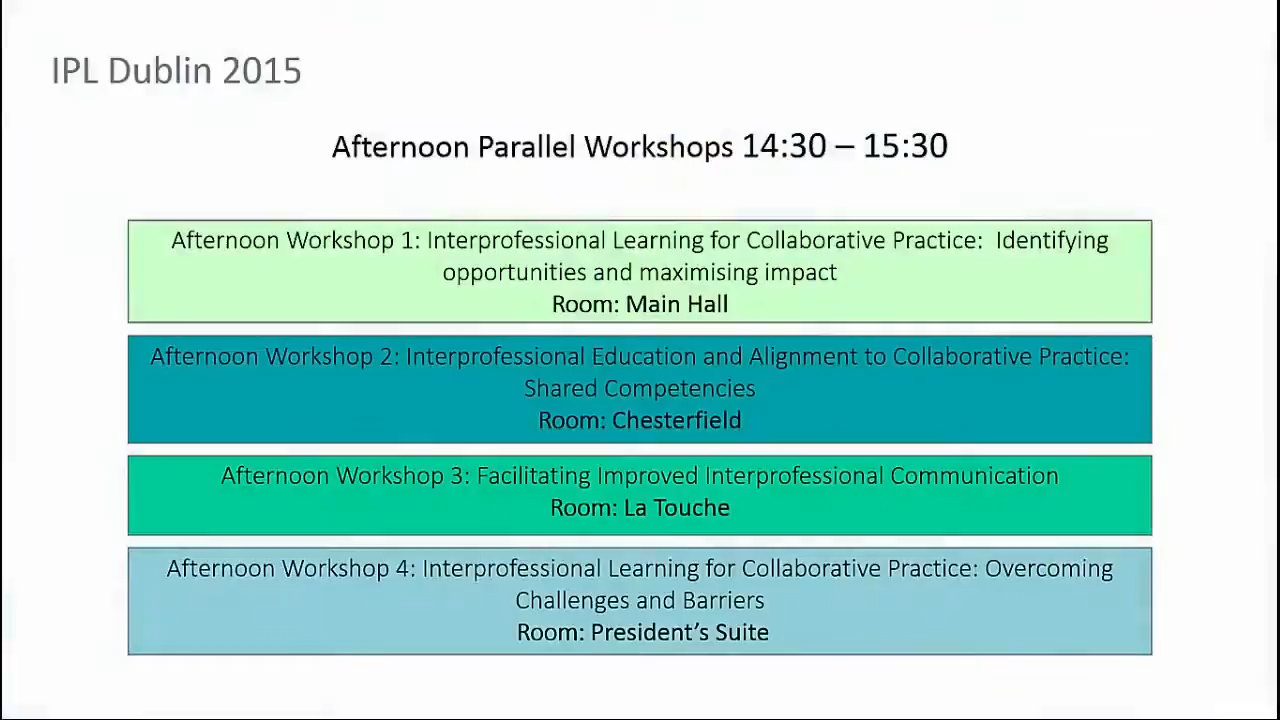 IPL Dublin 2015
Afternoon Parallel Workshops 14:30 – 15:30
Afternoon Workshop 1: Interprofessional Learning for Collaborative Practice:  Identifying
opportunities and maximising impact
Room: Main Hall
Afternoon Workshop 2: Interprofessional Education and Alignment to Collaborative Practice:
Shared Competencies
Room: Chesterfield
Afternoon Workshop 3: Facilitating Improved Interprofessional Communication
Room: La Touche
Afternoon Workshop 4: Interprofessional Learning for Collaborative Practice: Overcoming
Challenges and Barriers
Room: President’s Suite